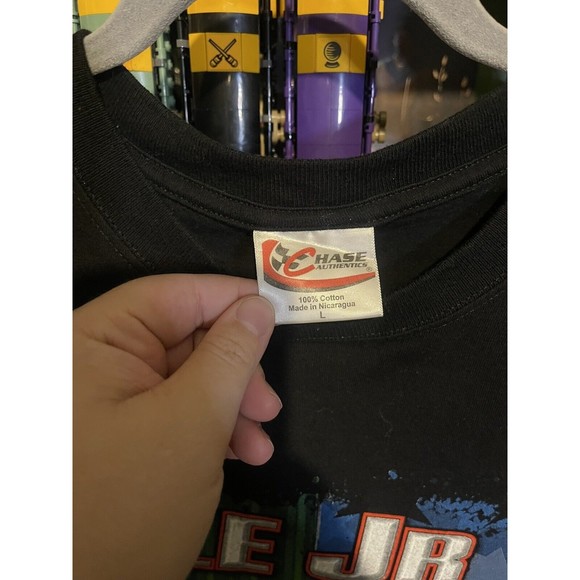 CHASE
AUTHENTICS®
100% Cotton
Made in Nicaragua
L
LE JR